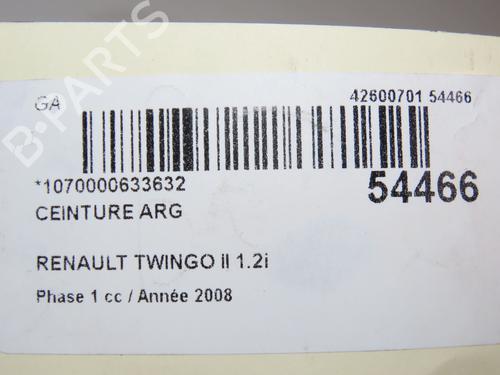 GA
42600701 54466
*1070000633632
54466
CEINTURE ARG
RENAULT TWINGO II 1.2i
Phase 1 cc / Année 2008
B-PARTS